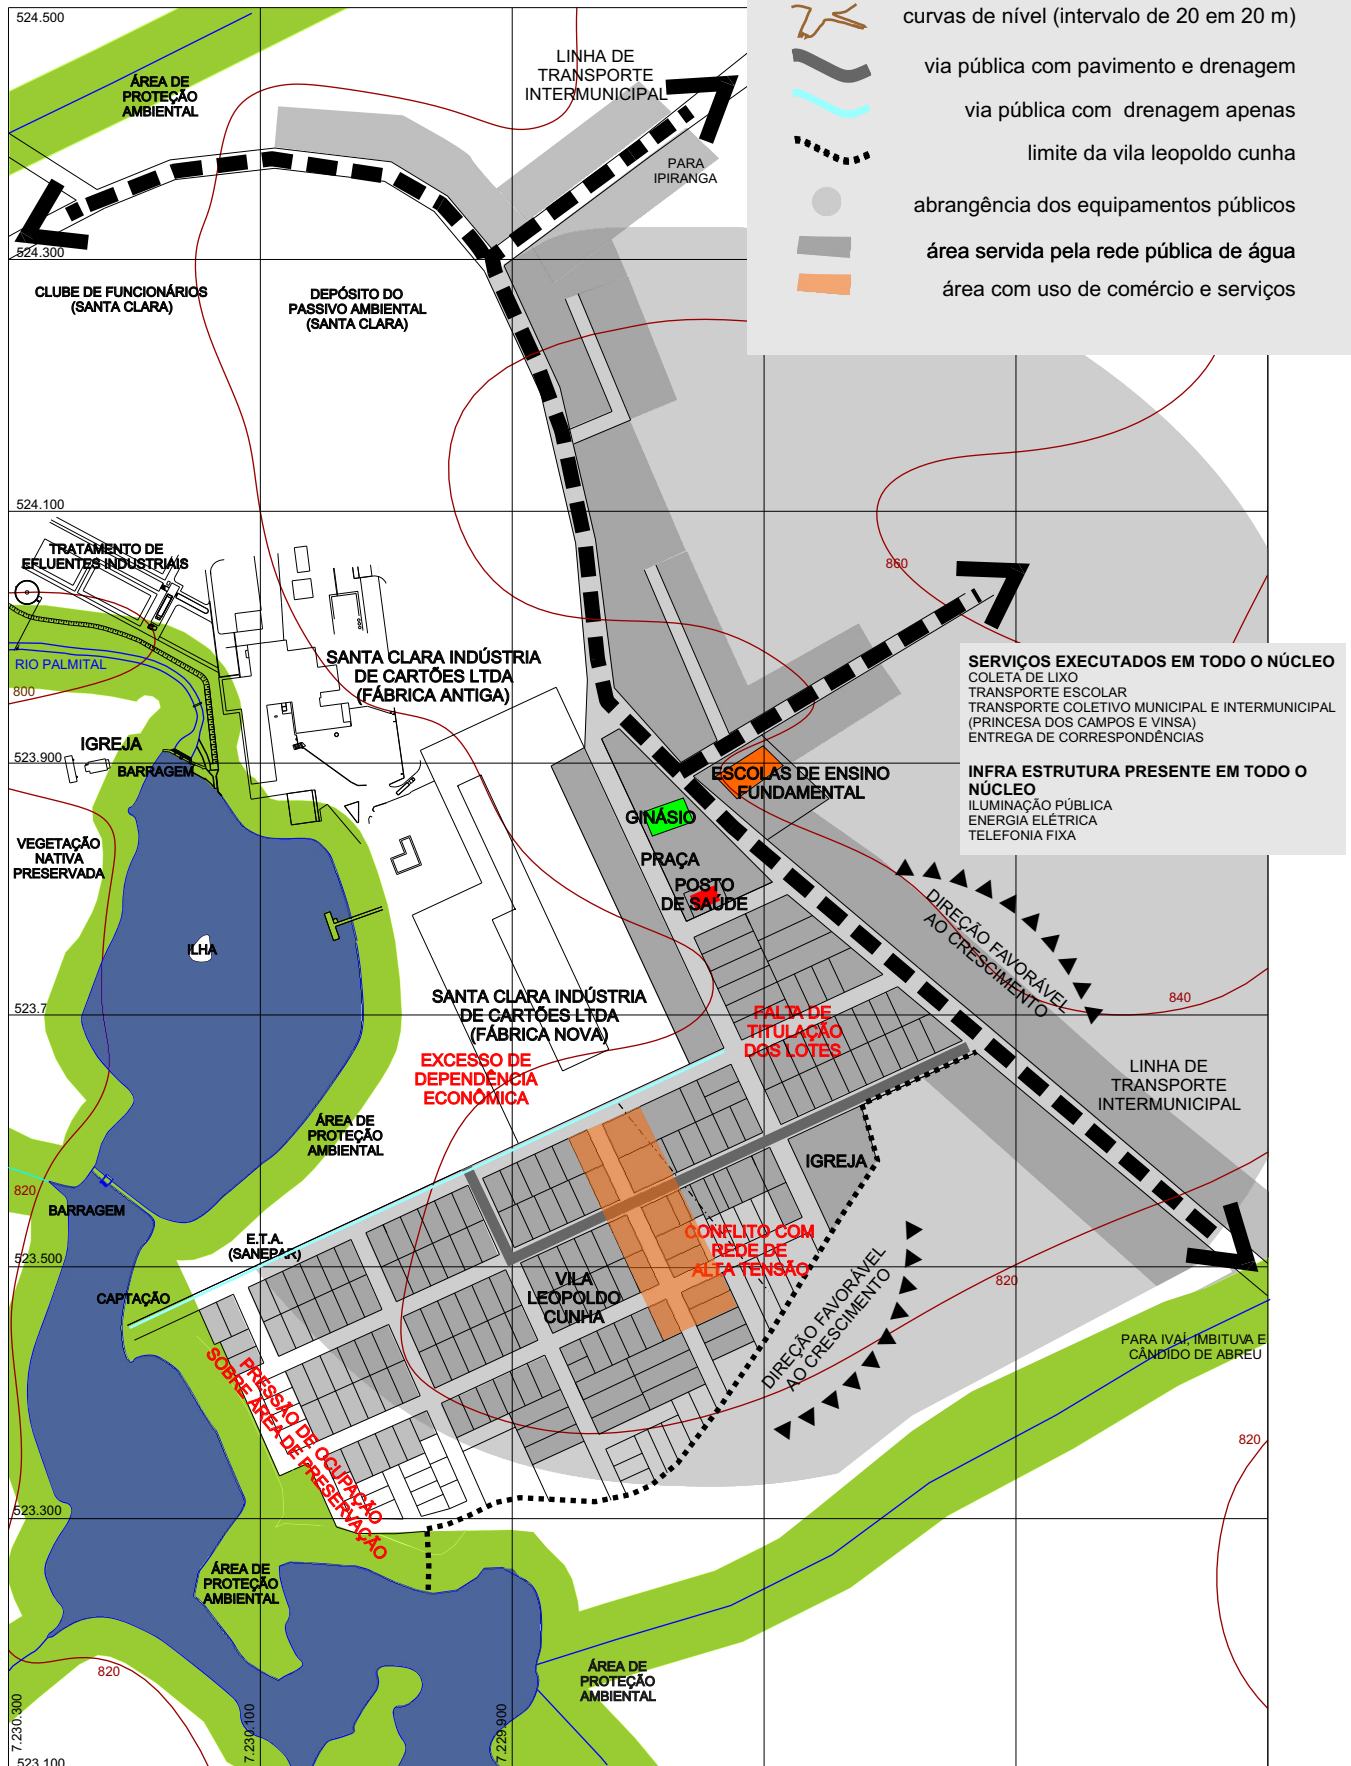 524.500
curvas de nível (intervalo de 20 em 20 m)
via pública com pavimento e drenagem
via pública com drenagem apenas
limite da vila leopoldo cunha
abrangência dos equipamentos públicos
área servida pela rede pública de água
área com uso de comércio e serviços
LINHA DE
TRANSPORTE
INTERMUNICIPAL
ÁREA DE
PROTEÇÃO
AMBIENTAL
PARA
IPIRANGA
524.300
CLUBE DE FUNCIONÁRIOS
(SANTA CLARA)
DEPÓSITO DO
PASSIVO AMBIENTAL
(SANTA CLARA)
524.100
TRATAMENTO DE
EFLUENTES INDUSTRIAIS
860
RIO PALMITAL
800
SANTA CLARA INDÚSTRIA
DE CARTÕES LTDA
(FÁBRICA ANTIGA)
SERVIÇOS EXECUTADOS EM TODO O NÚCLEO
COLETA DE LIXO
TRANSPORTE ESCOLAR
TRANSPORTE COLETIVO MUNICIPAL E INTERMUNICIPAL
(PRINCESA DOS CAMPOS E VINSA)
ENTREGA DE CORRESPONDÊNCIAS
INFRA ESTRUTURA PRESENTE EM TODO O
NÚCLEO
ILUMINAÇÃO PÚBLICA
ENERGIA ELÉTRICA
TELEFONIA FIXA
IGREJA
523.900
BARRAGEM
ESCOLAS DE ENSINO
FUNDAMENTAL
GINÁSIO
PRAÇA
POSTO
DE SAÚDE
VEGETAÇÃO
NATIVA
PRESERVADA
ILHA
DIREÇÃO FAVORÁVEL
AO CRESCIMENTO
840
SANTA CLARA INDÚSTRIA
DE CARTÕES LTDA
(FÁBRICA NOVA)
523.7
FALTA DE
TITULAÇÃO
DOS LOTES
EXCESSO DE
DEPENDÊNCIA
ECONÔMICA
LINHA DE
TRANSPORTE
INTERMUNICIPAL
ÁREA DE
PROTEÇÃO
AMBIENTAL
IGREJA
820
BARRAGEM
E.T.A.
(SANEPAR)
523.500
CONFLITO COM
REDE DE
ALTA TENSÃO
VILA
LEOPOLDO
CUNHA
DIREÇÃO FAVORÁVEL
AO CRESCIMENTO
820
CAPTAÇÃO
PARA IVAÍ, IMBITUVA E
CÂNDIDO DE ABREU
PRESSÃO DE OCUPAÇÃO
SOBRE ÁREA DE PRESERVAÇÃO
820
523.300
ÁREA DE
PROTEÇÃO
AMBIENTAL
820
ÁREA DE
PROTEÇÃO
AMBIENTAL
7.230.300
7.230.100
7.229.900
523.100